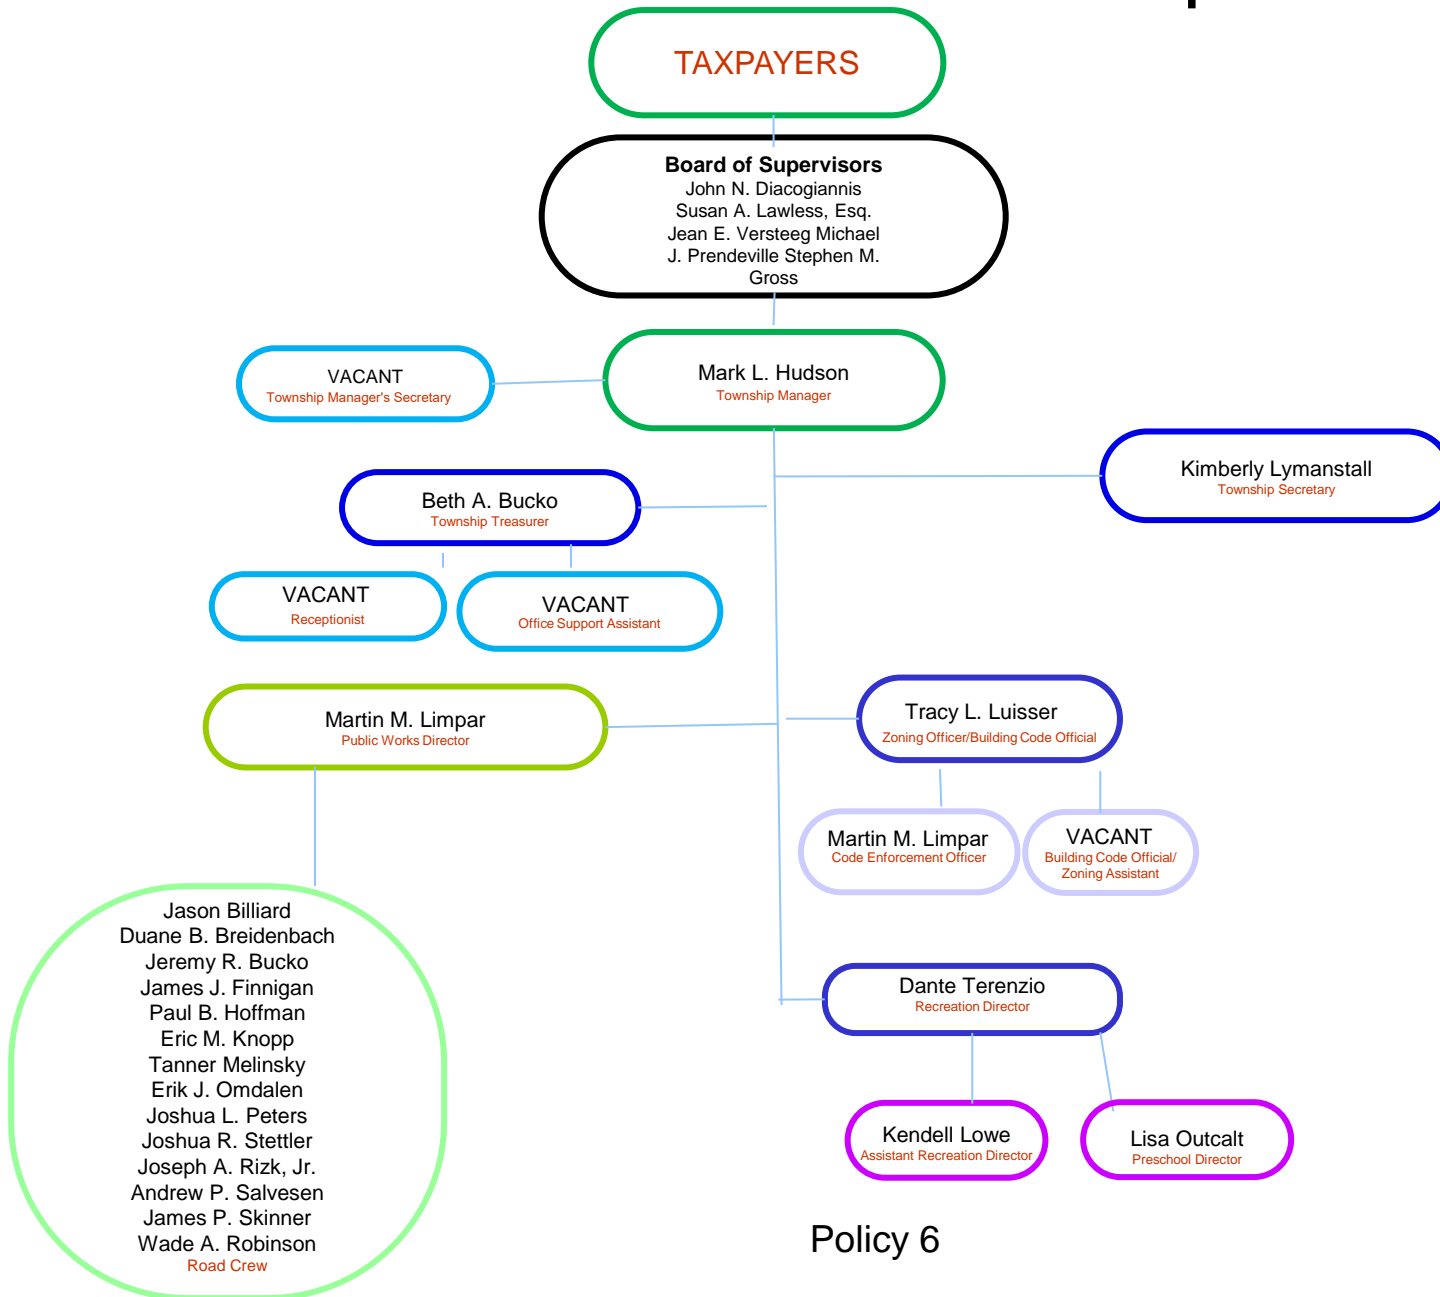 TAXPAYERS
Board of Supervisors
John N. Diacogiannis
Susan A. Lawless, Esq.
Jean E. Versteeg Michael
J. Prendeville Stephen M.
Gross
Mark L. Hudson
Township Manager
VACANT
Township Manager's Secretary
Kimberly Lymanstall
Township Secretary
Beth A. Bucko
Township Treasurer
VACANT
Receptionist
VACANT
Office Support Assistant
Martin M. Limpar
Public Works Director
Tracy L. Luisser
Zoning Officer/Building Code Official
Martin M. Limpar
Code Enforcement Officer
VACANT
Building Code Official/
Zoning Assistant
Jason Billiard
Duane B. Breidenbach
Jeremy R. Bucko
James J. Finnigan
Paul B. Hoffman
Eric M. Knopp
Tanner Melinsky
Erik J. Omdalen
Joshua L. Peters
Joshua R. Stettler
Joseph A. Rizk, Jr.
Andrew P. Salvesen
James P. Skinner
Wade A. Robinson
Road Crew
Dante Terenzio
Recreation Director
Kendell Lowe
Assistant Recreation Director
Lisa Outcalt
Preschool Director
Policy 6